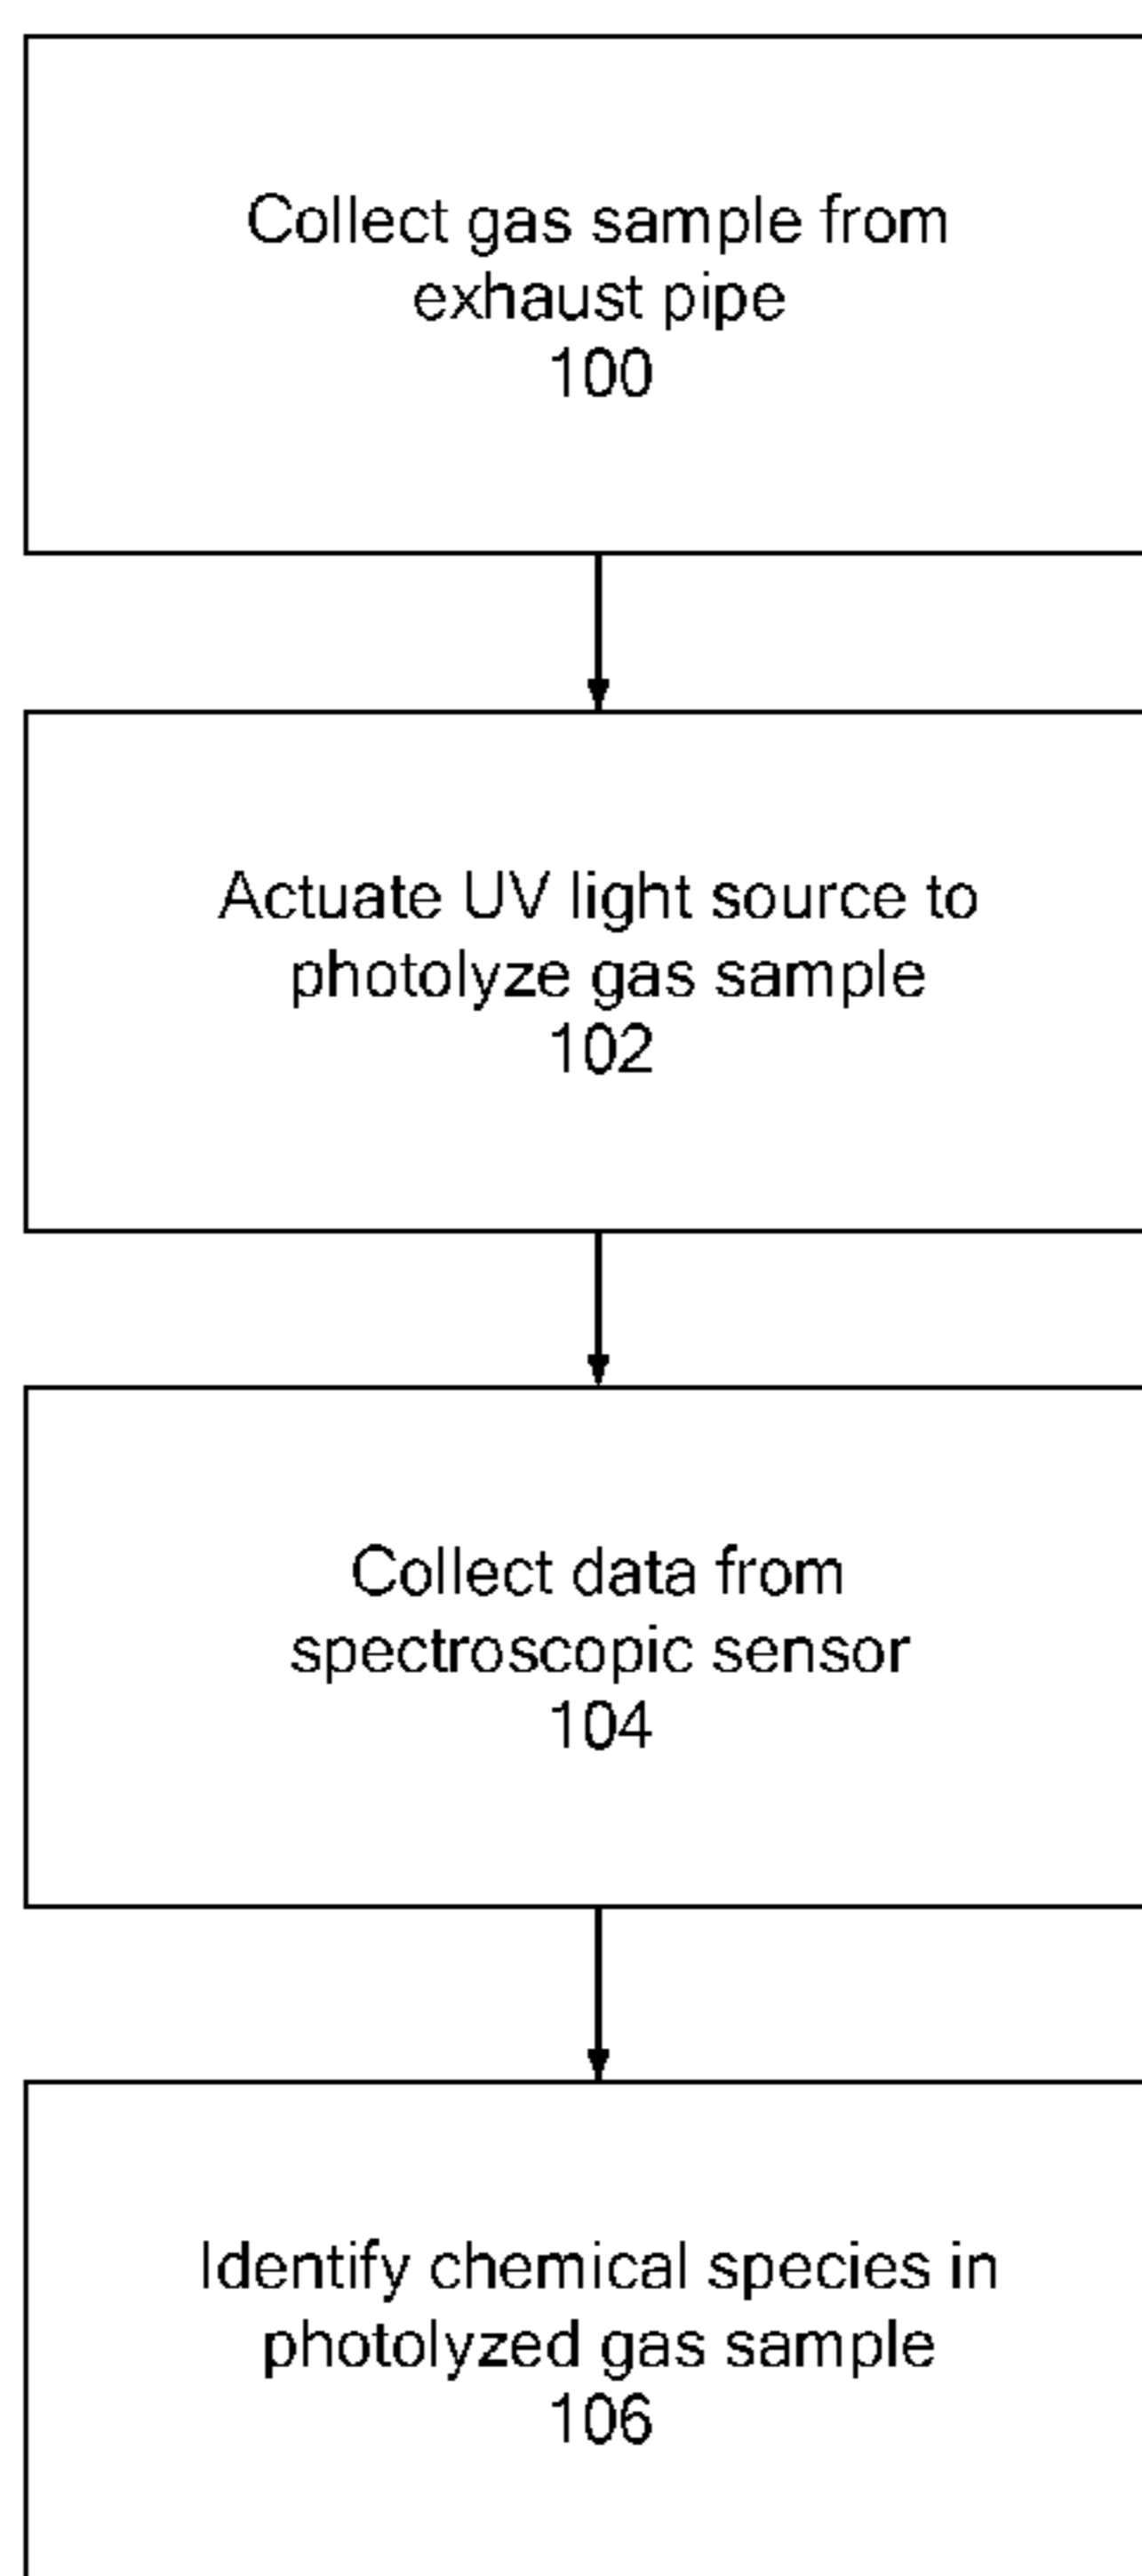 Collect gas sample from
exhaust pipe
100
Actuate UV light source to
photolyze gas sample
102
Collect data from
spectroscopic sensor
104
Identify chemical species in
photolyzed gas sample
106